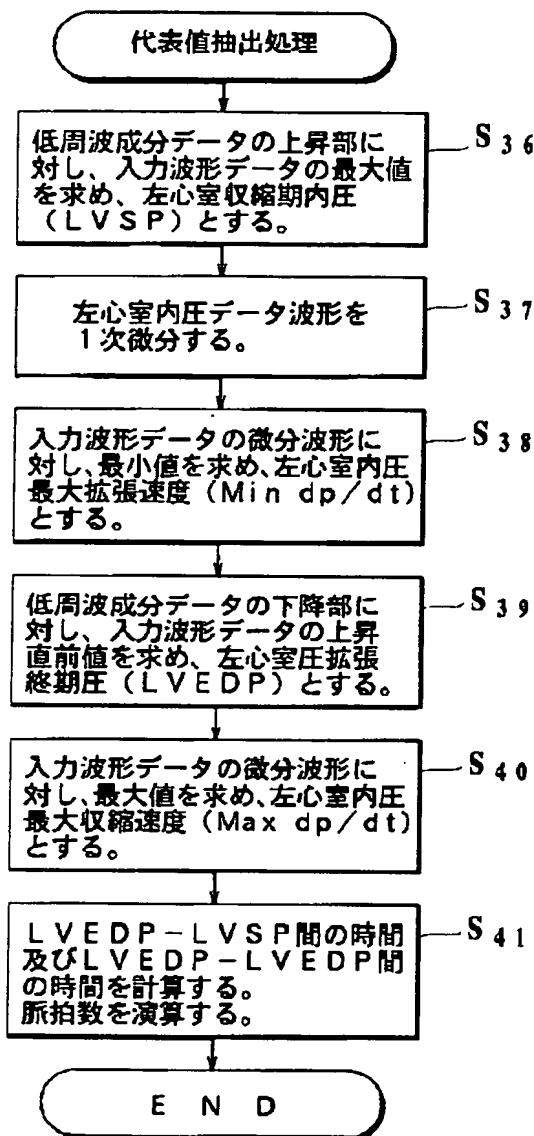 代表値抽出処理
低周波成分データの上昇部に
対し、入力波形データの最大値
を求め、左心室収縮期内圧
(LVSP)とする。
S36
左心室内圧データ波形を
1次微分する。
S37
入力波形データの微分波形に
対し、最小値を求め、左心室内圧
最大拡張速度(Min dp/dt)
とする。
S38
低周波成分データの下降部に
対し、入力波形データの上昇
直前値を求め、左心室圧拡張
終期圧(LVEDP)とする。
S39
入力波形データの微分波形に
対し、最大値を求め、左心室内圧
最大収縮速度(Max dp/dt)
とする。
S40
LVEDP-LVSP間の時間
及びLVEDP-LVEDP間
の時間を計算する。
脈拍数を演算する。
S41
END